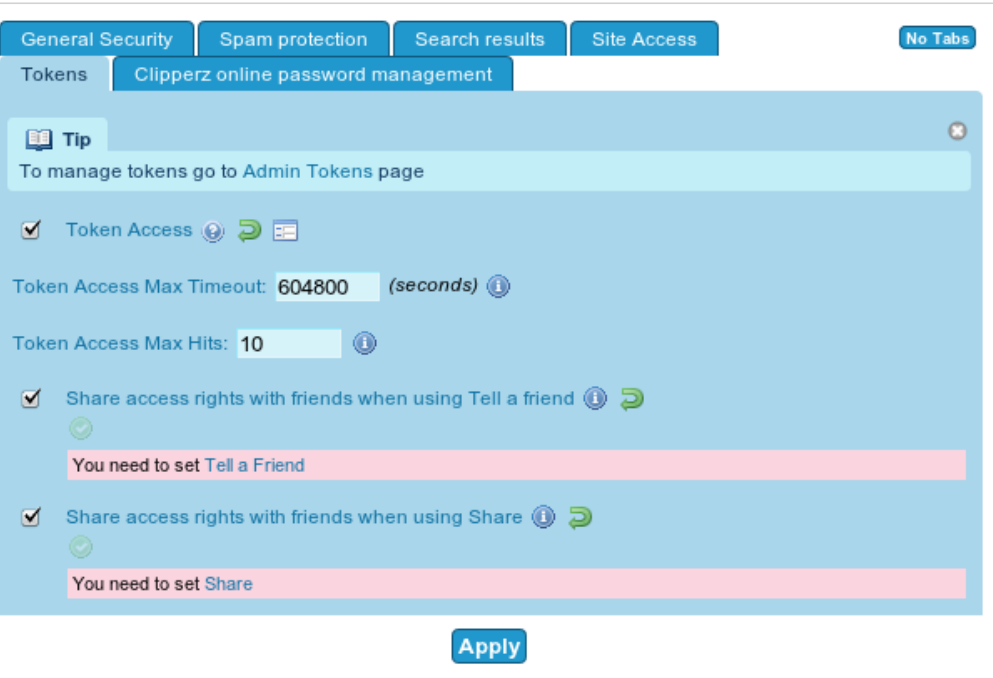 General Security Spam protection Search results Site Access No Tabs
Tokens Clipperz online password management
Tip
To manage tokens go to Admin Tokens page
Token Access
Token Access Max Timeout: 604800 (seconds)
Token Access Max Hits: 10
Share access rights with friends when using Tell a friend
You need to set Tell a Friend
Share access rights with friends when using Share
You need to set Share
Apply